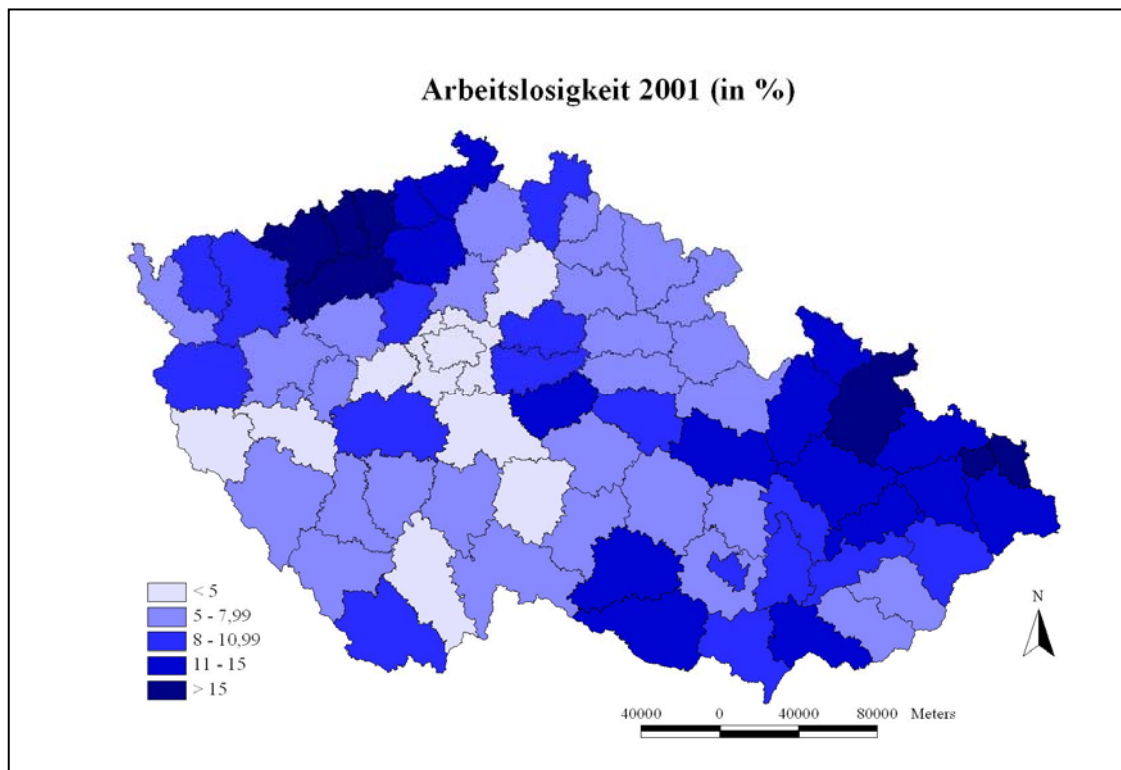 Arbeitslosigkeit 2001 (in %)
< 5
5 - 7,99
8 - 10,99
11 - 15
> 15
N
40000 0 40000 80000 Meters